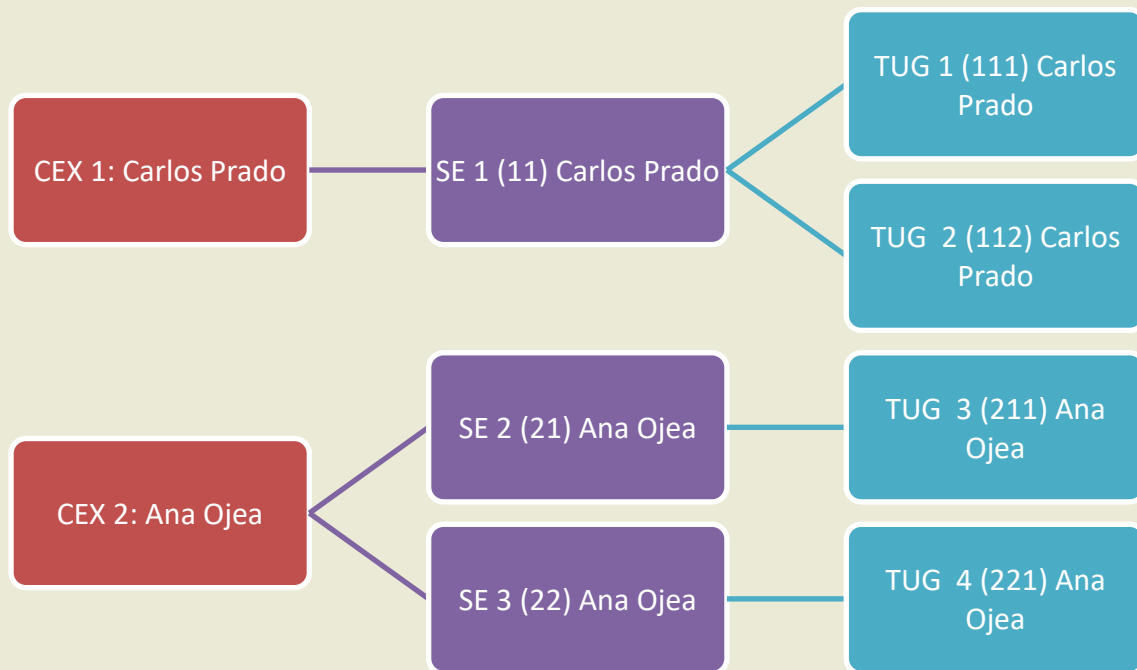 CEX 1: Carlos Prado
SE 1 (11) Carlos Prado
TUG 1 (111) Carlos
Prado
TUG 2 (112) Carlos
Prado
CEX 2: Ana Ojea
SE 2 (21) Ana Ojea
TUG 3 (211) Ana
Ojea
SE 3 (22) Ana Ojea
TUG 4 (221) Ana
Ojea